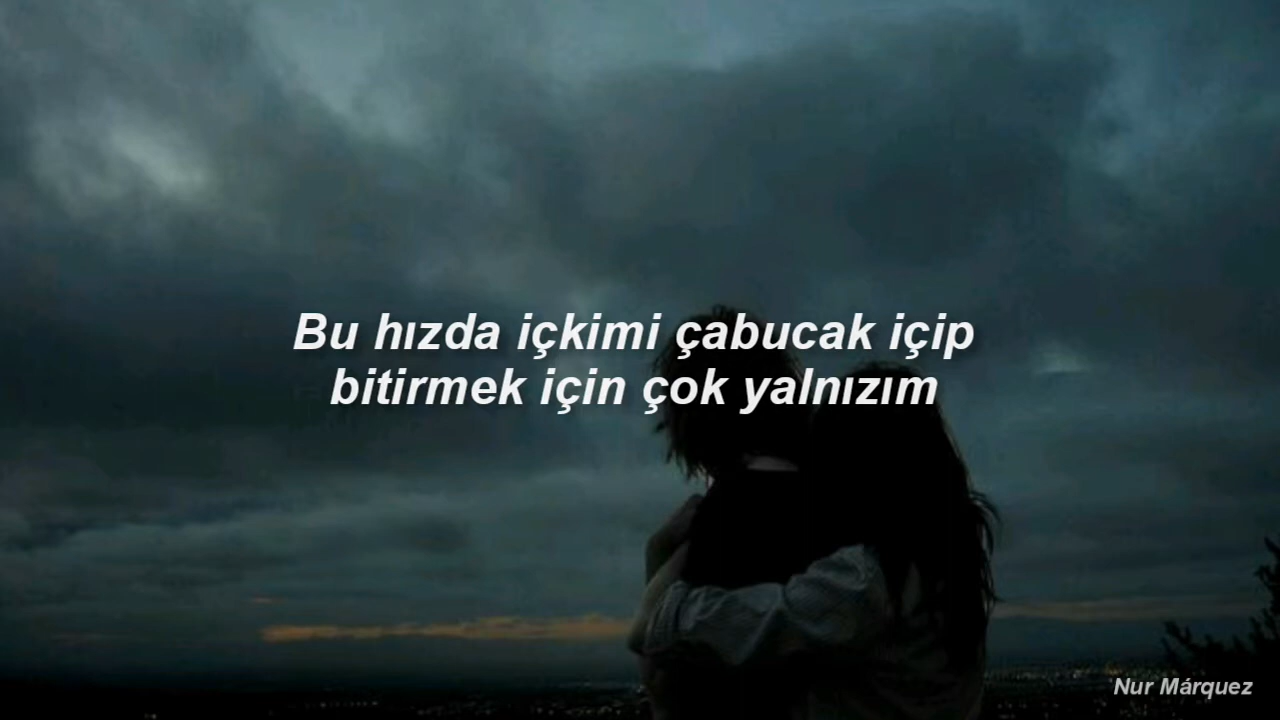 Bu hızda içkimi çabucak içip
bitirmek için çok yalnızım
Nur Márquez